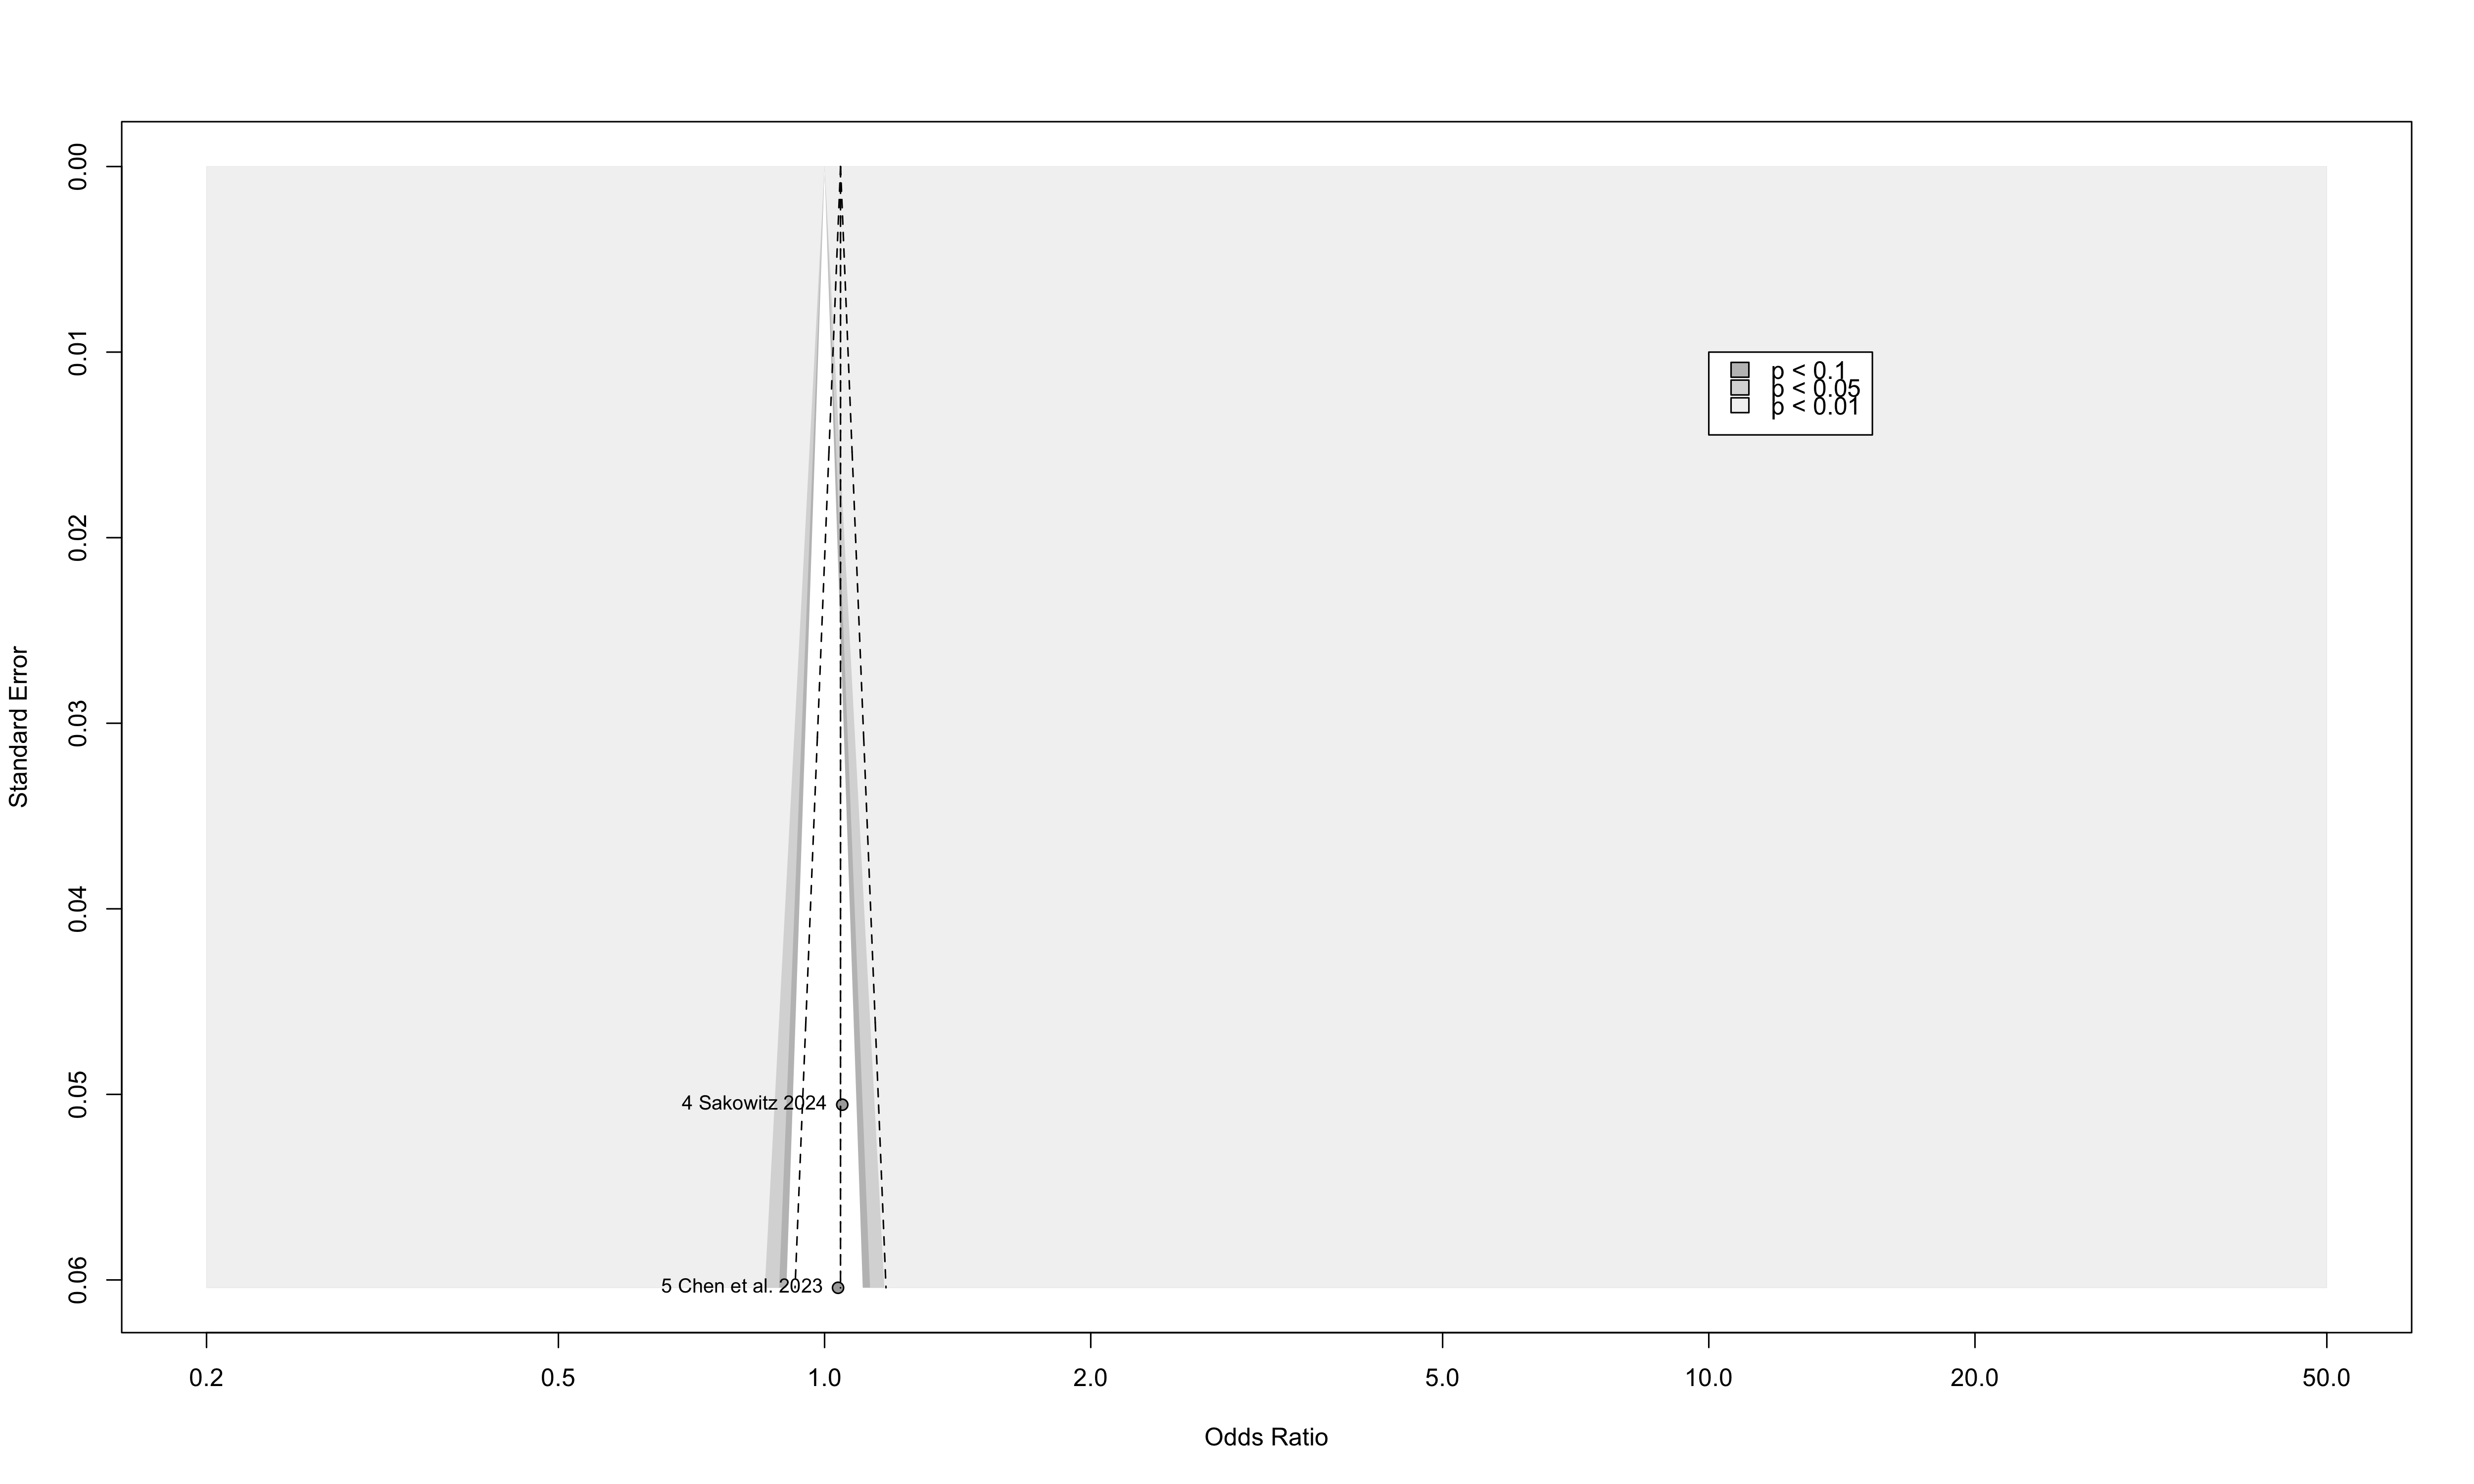 0.00
0.01
0.02
0.03
0.04
0.05
0.06
Standard Error
p < 0.1
p < 0.05
p < 0.01
4 Sakowitz 2024
5 Chen et al. 2023
0.2 0.5 1.0 2.0 5.0 10.0 20.0 50.0
Odds Ratio